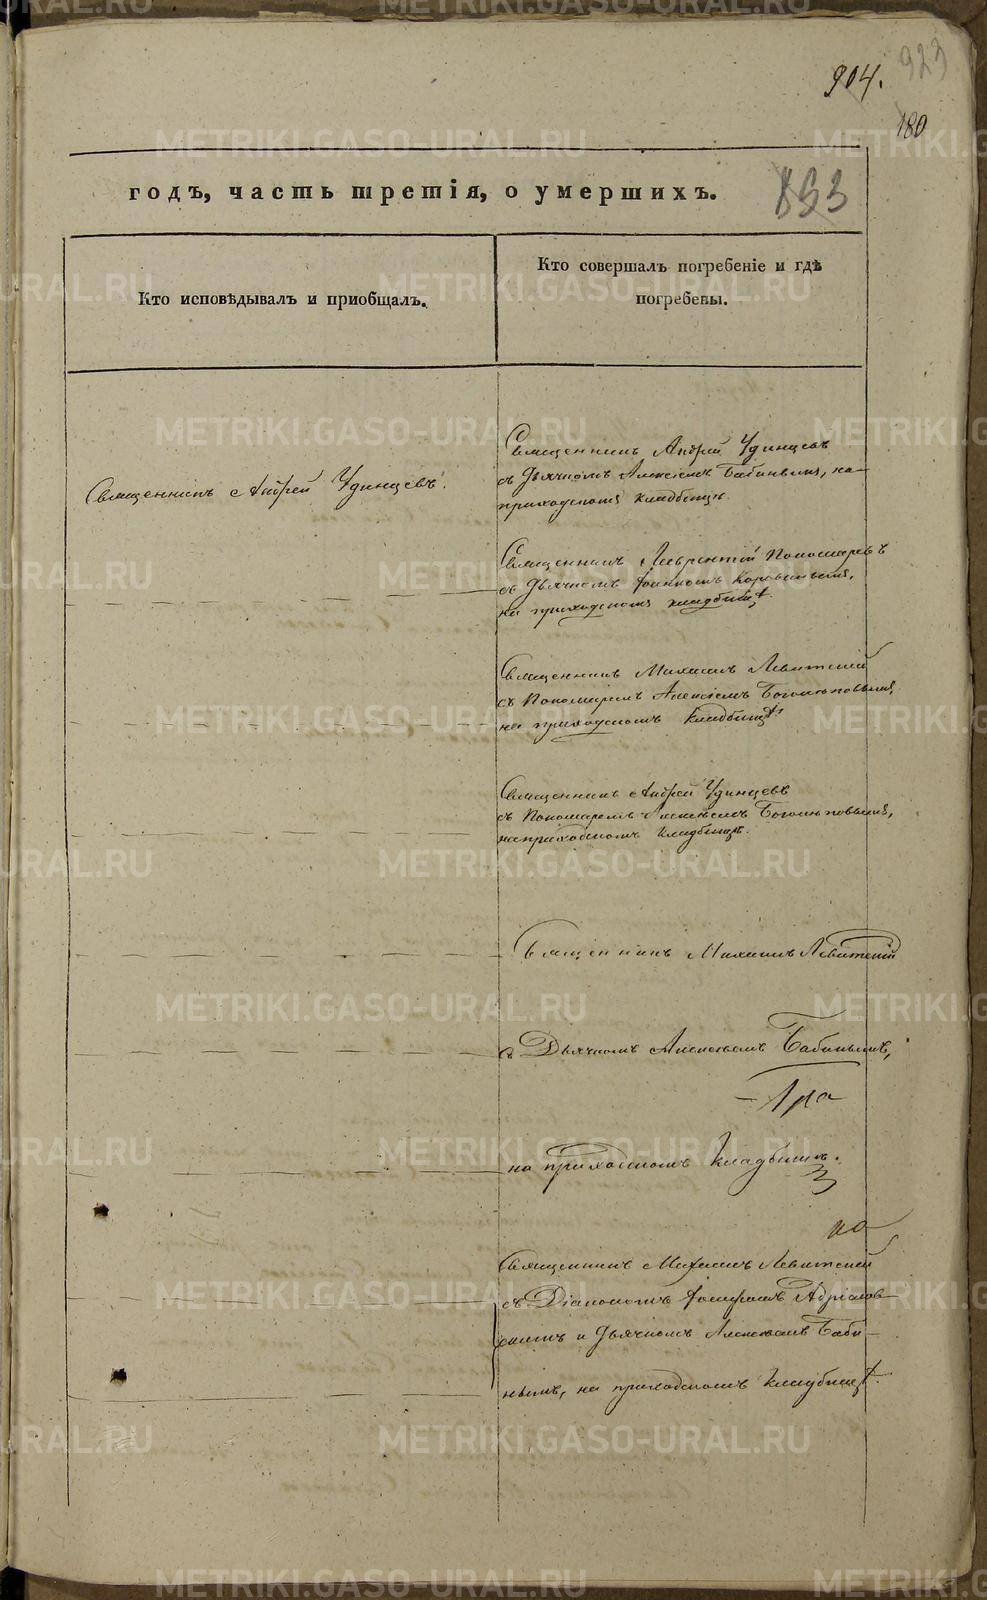 904.
923
180
годъ, часть третія, о умершихъ.
833
Кто исповѣдывалъ и пріобщалъ.
Кто совершалъ погребеніе и гдѣ
погребены.
Священникъ Андрей Удинцевъ.
Священникъ Андрей Удинцевъ
съ Дьячкомъ Алексѣемъ Бабинымъ, на
приходскомъ кладбищѣ.
Священникъ Лаврентій Пономаревъ
съ Дьячкомъ Іоанномъ Коровинымъ,
на приходскомъ кладбищѣ.
Священникъ Михаилъ Левитскій
съ Пономаремъ Алексѣемъ
на приходскомъ кладбищѣ
Священникъ Андрей Удинцевъ
съ Пономаремъ Алексѣемъ
на приходскомъ кладбищѣ.
Священникъ Михаилъ Левитскій
съ Дьячкомъ Алексѣемъ Бабинымъ,
на приходскомъ кладбищѣ.
Священникъ Михаилъ Левитскій
съ Діакономъ
скимъ и Дьячкомъ Алексѣемъ Баби-
нымъ, на приходскомъ кладбищѣ.
METRIKI.GASO-URAL.RU